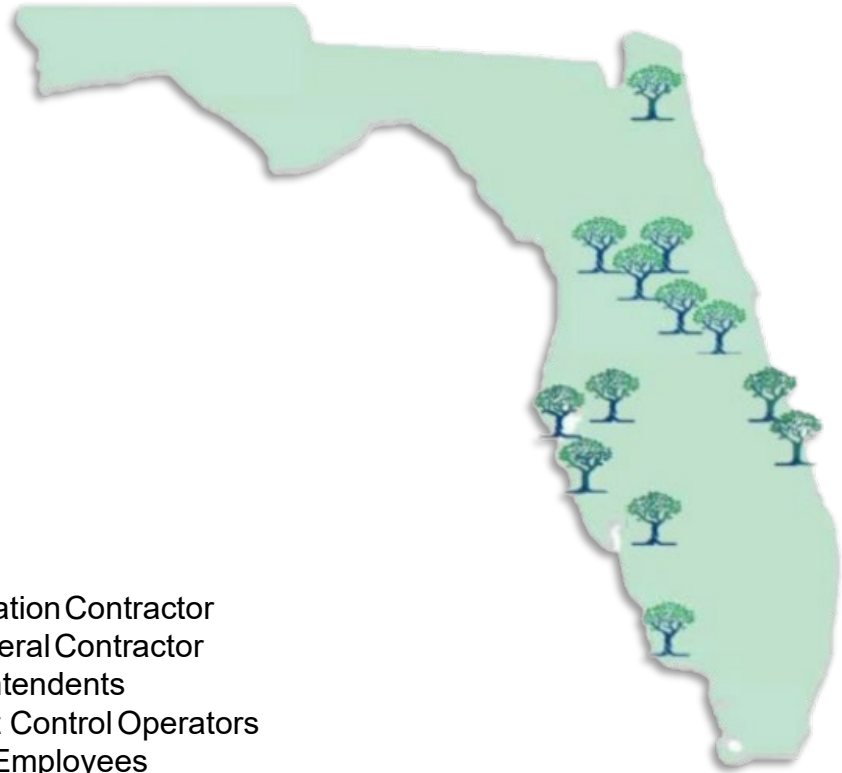 ation Contractor
eral Contractor
ntendents
t Control Operators
Employees